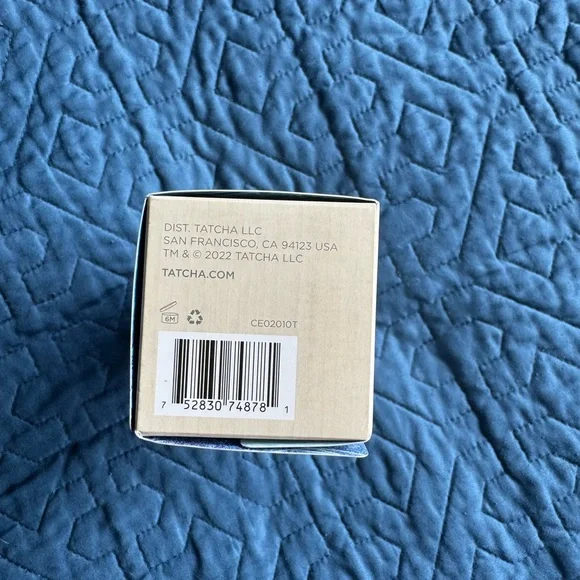 DIST. TATCHA LLC
SAN FRANCISCO, CA 94123 USA
TM & © 2022 TATCHA LLC
TATCHA.COM
6M
CE02010T
7 52830 74878 1